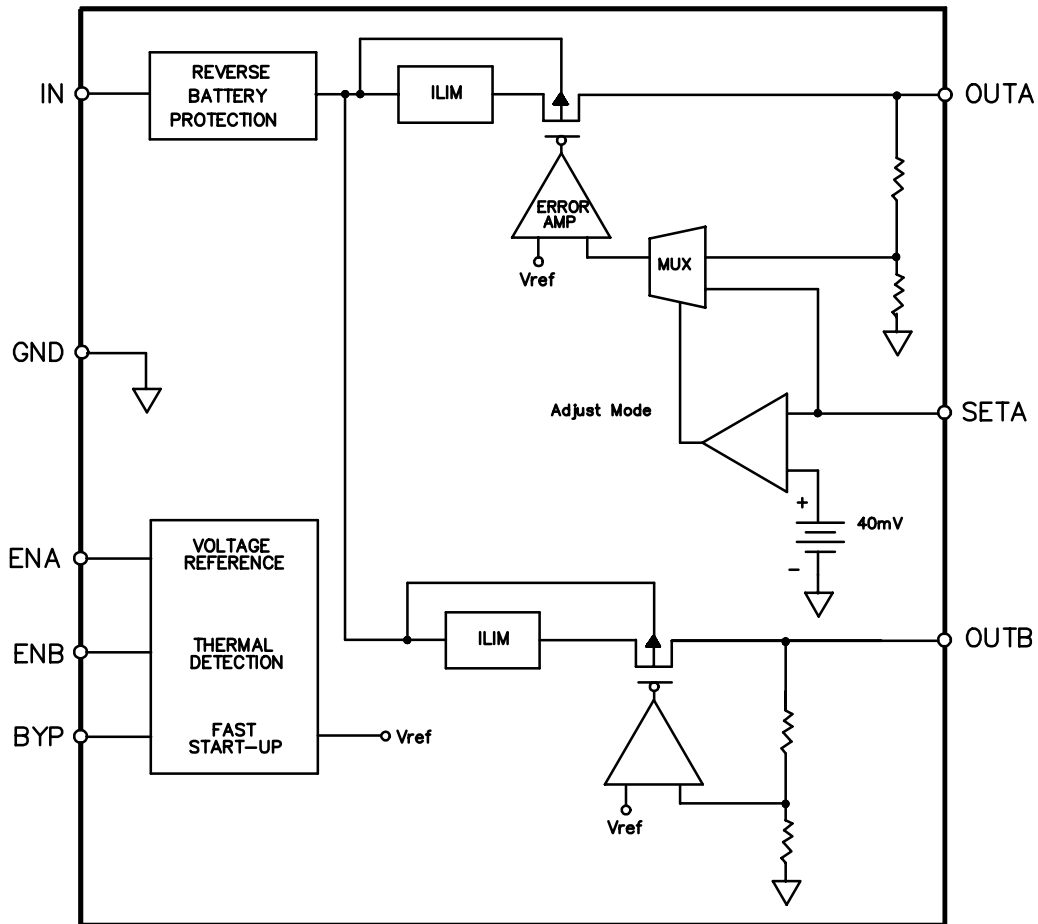 IN
REVERSE
BATTERY
PROTECTION
ILIM
OUTA
ERROR
AMP
Vref
MUX
GND
Adjust Mode
SETA
+
40mV
-
ENA
VOLTAGE
REFERENCE
ENB
THERMAL
DETECTION
BYP
FAST
START-UP
Vref
ILIM
OUTB
Vref